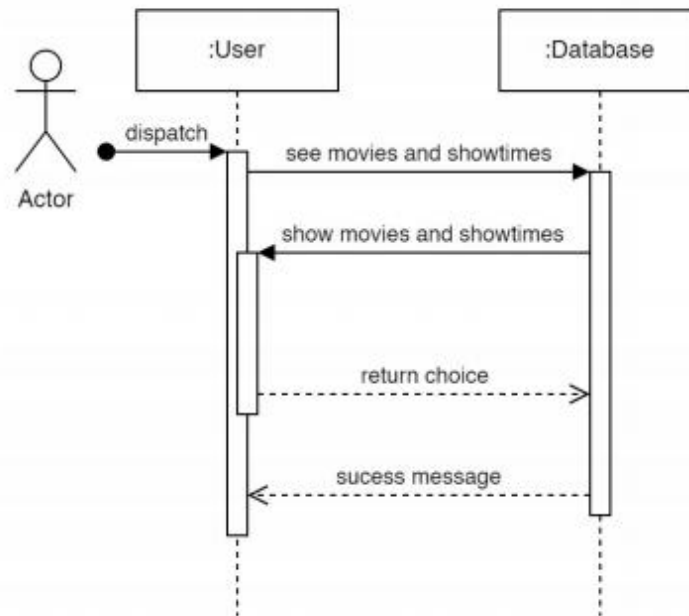 :User
:Database
dispatch
see movies and showtimes
Actor
show movies and showtimes
return choice
sucess message